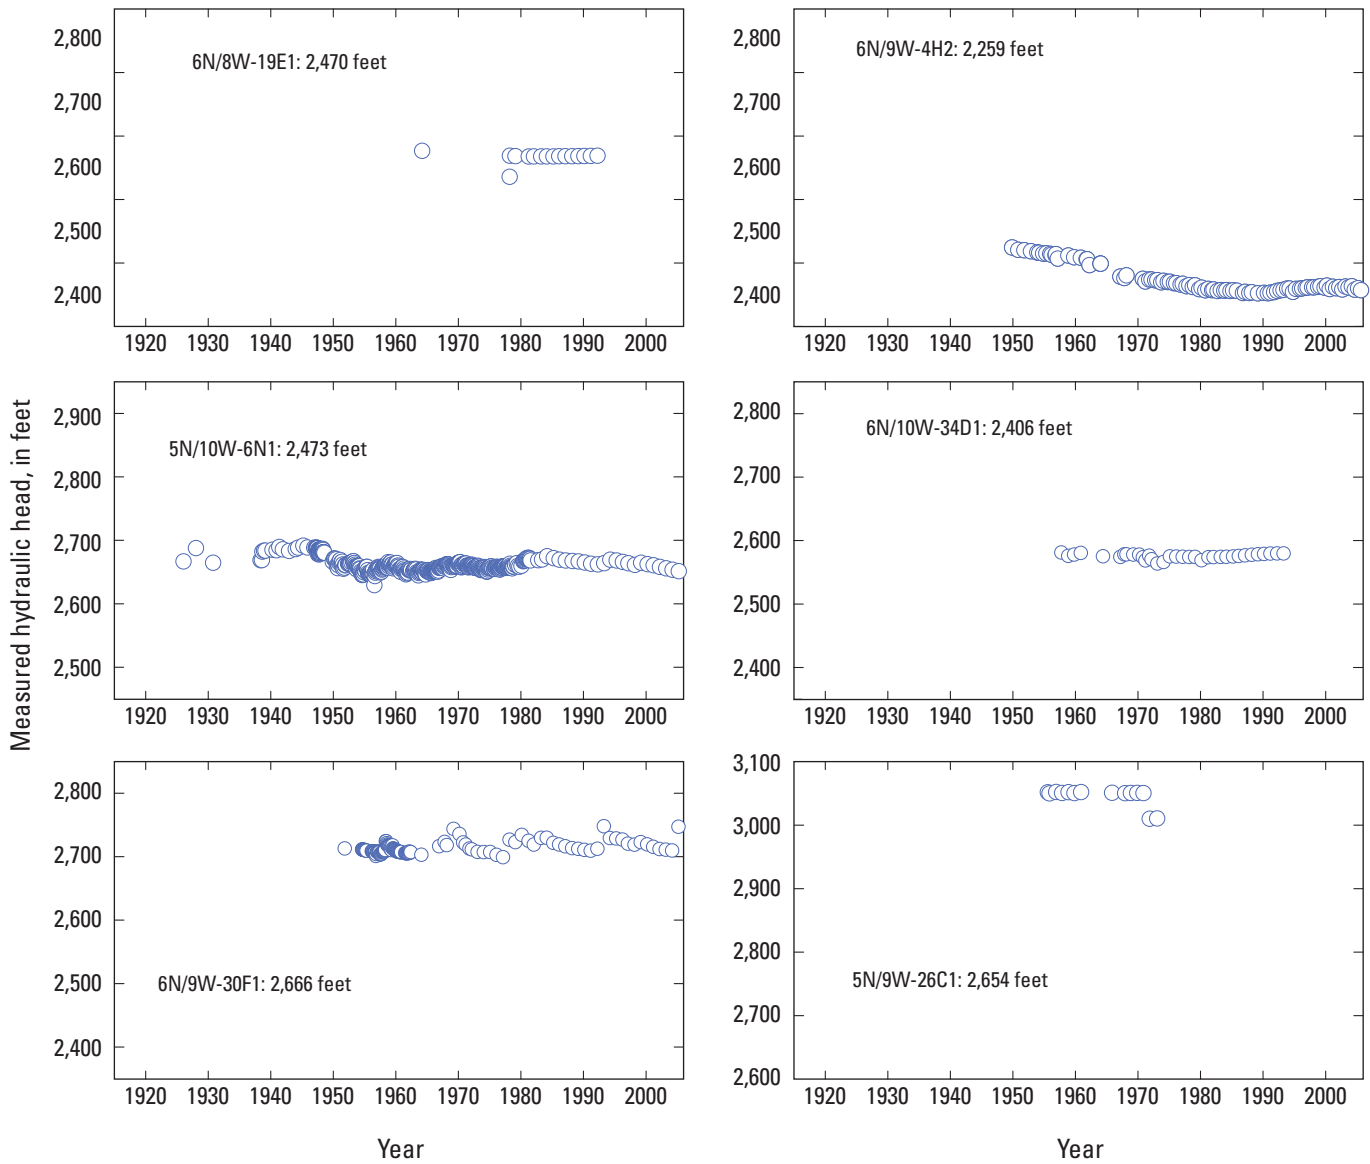 2,800
2,700
2,600
2,500
2,400
6N/8W-19E1: 2,470 feet
1920 1930 1940 1950 1960 1970 1980 1990 2000
2,800
2,700
2,600
2,500
2,400
6N/9W-4H2: 2,259 feet
1920 1930 1940 1950 1960 1970 1980 1990 2000
Measured hydraulic head, in feet
2,900
2,800
2,700
2,600
2,500
5N/10W-6N1: 2,473 feet
1920 1930 1940 1950 1960 1970 1980 1990 2000
2,800
2,700
2,600
2,500
2,400
6N/10W-34D1: 2,406 feet
1920 1930 1940 1950 1960 1970 1980 1990 2000
2,800
2,700
2,600
2,500
2,400
6N/9W-30F1: 2,666 feet
1920 1930 1940 1950 1960 1970 1980 1990 2000
Year
3,100
3,000
2,900
2,800
2,700
2,600
5N/9W-26C1: 2,654 feet
1920 1930 1940 1950 1960 1970 1980 1990 2000
Year